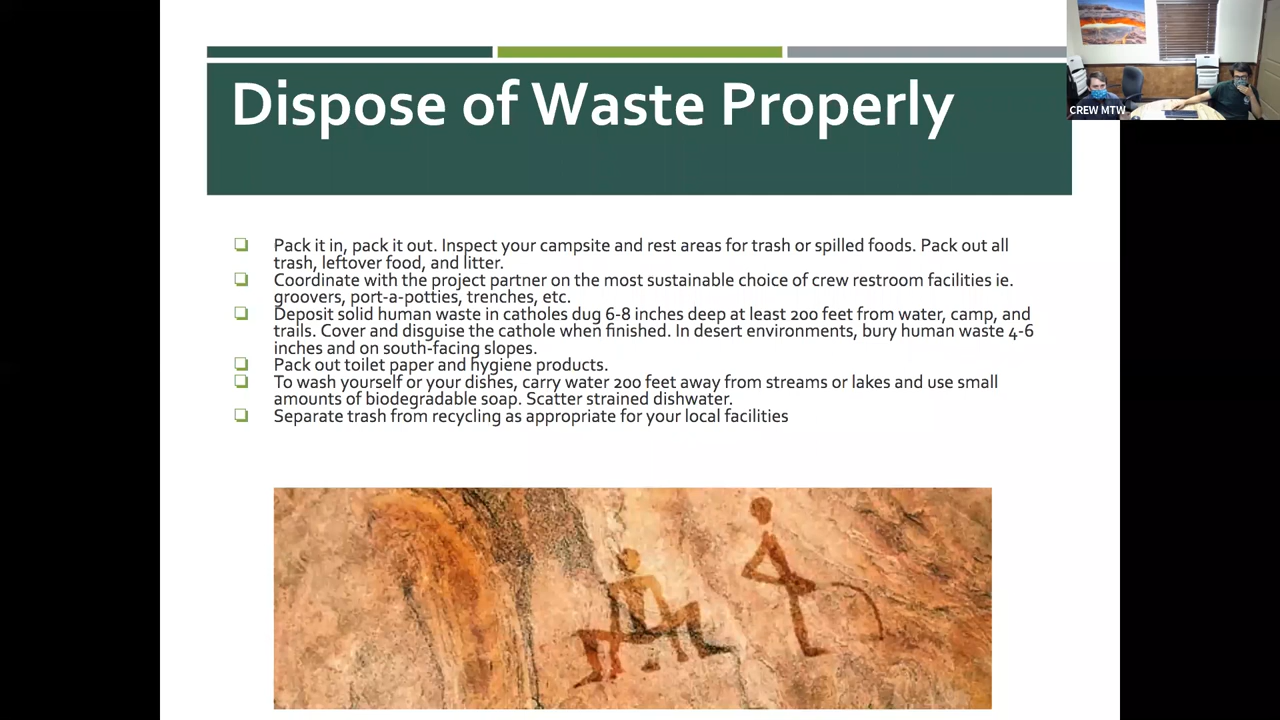 Dispose of Waste Properly
CREW MTW
Pack it in, pack it out. Inspect your campsite and rest areas for trash or spilled foods. Pack out all
trash, leftover food, and litter.
Coordinate with the project partner on the most sustainable choice of crew restroom facilities ie.
groovers, port-a-potties, trenches, etc.
Deposit solid human waste in catholes dug 6-8 inches deep at least 200 feet from water, camp, and
trails. Cover and disguise the cathole when finished. In desert environments, bury human waste 4-6
inches and on south-facing slopes.
Pack out toilet paper and hygiene products.
To wash yourself or your dishes, carry water 200 feet away from streams or lakes and use small
amounts of biodegradable soap. Scatter strained dishwater.
Separate trash from recycling as appropriate for your local facilities